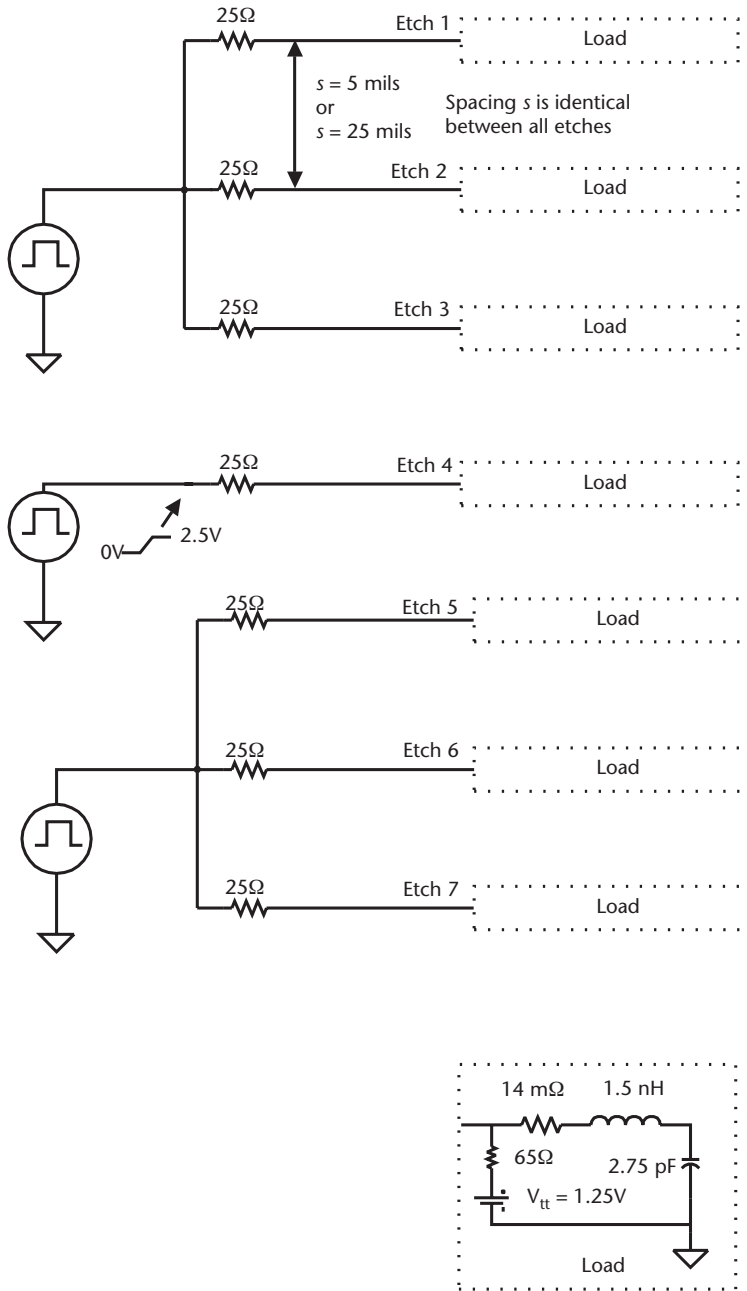 25Ω
Etch 1
Load
s = 5 mils
or
s = 25 mils
Spacing s is identical
between all etches
25Ω
Etch 2
Load
25Ω
Etch 3
Load
25Ω
Etch 4
Load
0V
2.5V
25Ω
Etch 5
Load
25Ω
Etch 6
Load
25Ω
Etch 7
Load
14 mΩ
1.5 nH
65Ω
2.75 pF
Vtt = 1.25V
Load